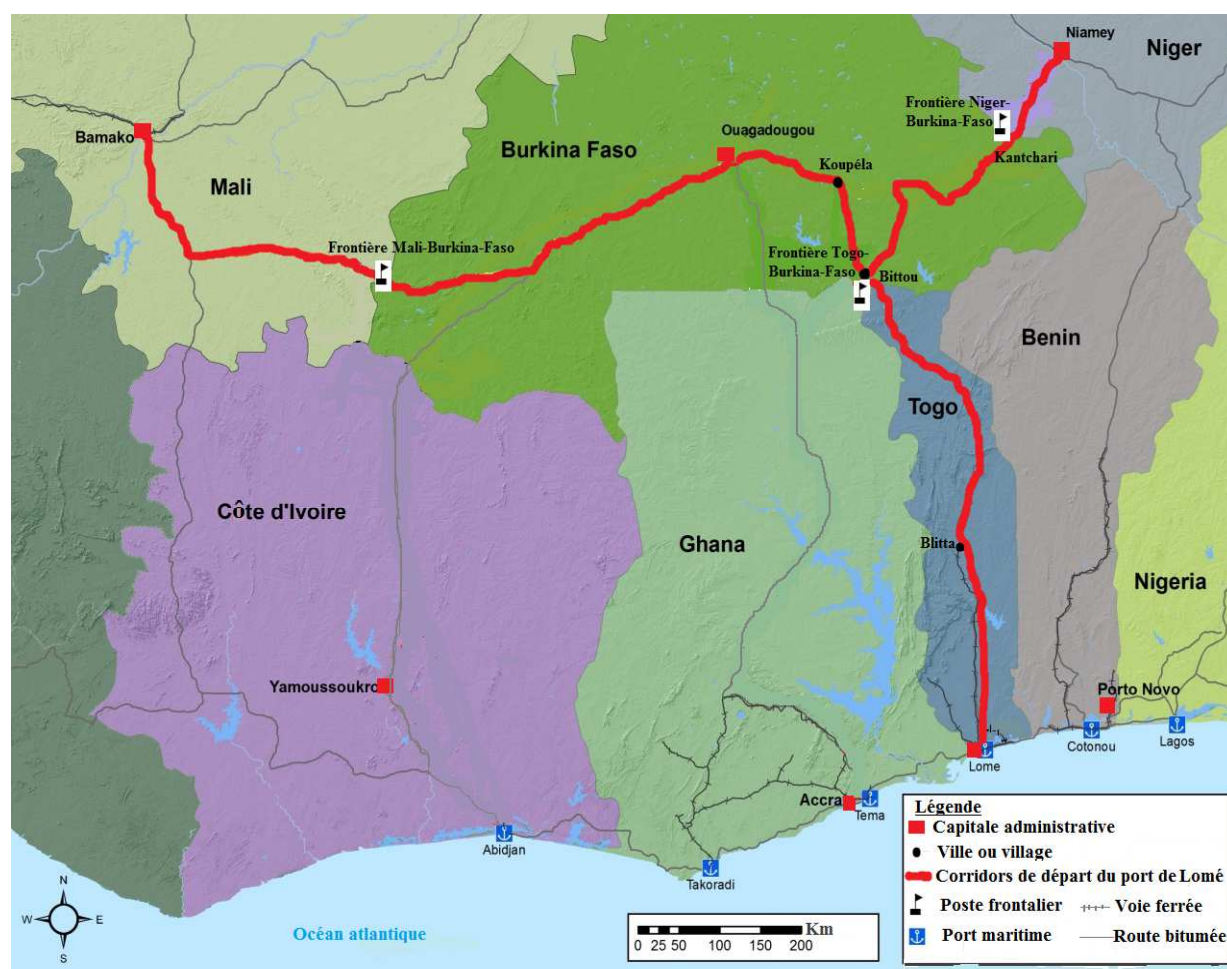 Niamey
Niger
Frontière Niger-
Burkina-Faso
Bamako
Ouagadougou
Burkina Faso
Koupéla
Kantchari
Mali
Frontière Mali-Burkina-Faso
Frontière Togo-
Burkina-Faso
Bittou
Benin
Togo
Côte d'Ivoire
Ghana
Blitta
Nigeria
Yamoussoukro
Porto Novo
Cotonou
Lagos
Lome
Accra
Tema
Abidjan
Takoradi
Océan atlantique
N
W
E
S
Km
0 25 50 100 150 200
Légende
Capitale administrative
Ville ou village
Corridors de départ du port de Lomé
Poste frontalier
Voie ferrée
Port maritime
Route bitumée